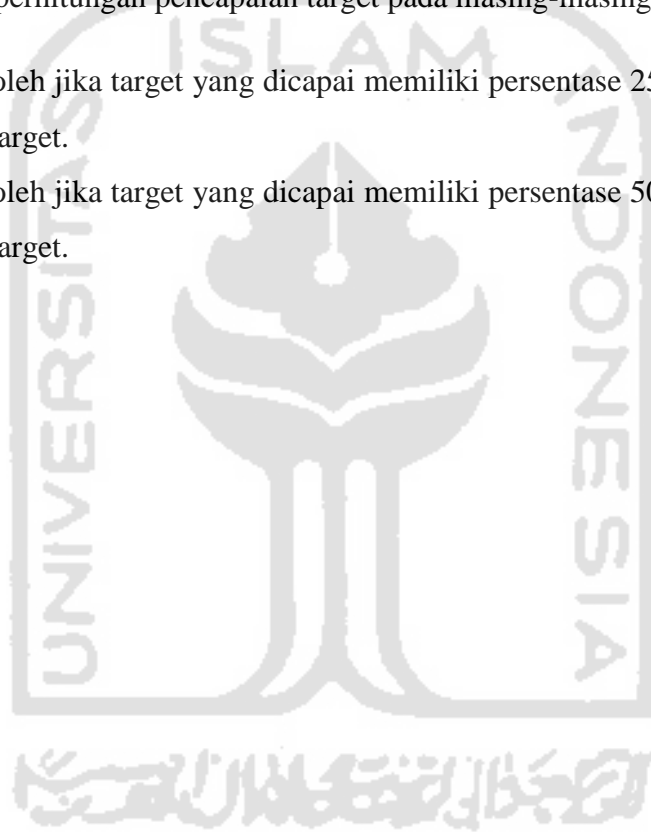 perhitungan pencapaian target pada masing-masing
oleh jika target yang dicapai memiliki persentase 25
arget.
oleh jika target yang dicapai memiliki persentase 50
arget.
ISLAM
UNIVERSITAS
INDONESIA